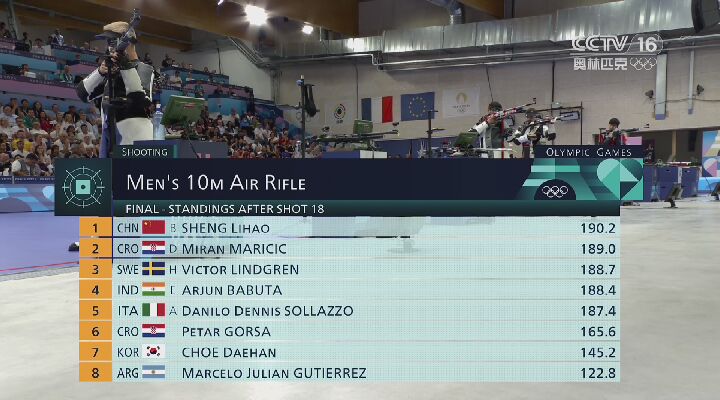 CCTV 16
奥林匹克
SHOOTING
OLYMPIC GAMES
MEN'S 10M AIR RIFLE
FINAL - STANDINGS AFTER SHOT 18
1 CHN B SHENG LIHAO 190.2
2 CRO D MIRAN MARICIC 189.0
3 SWE H VICTOR LINDGREN 188.7
4 IND E ARJUN BABUTA 188.4
5 ITA A DANILO DENNIS SOLLAZZO 187.4
6 CRO PETAR GORSA 165.6
7 KOR CHOE DAEHAN 145.2
8 ARG MARCELO JULIAN GUTIERREZ 122.8